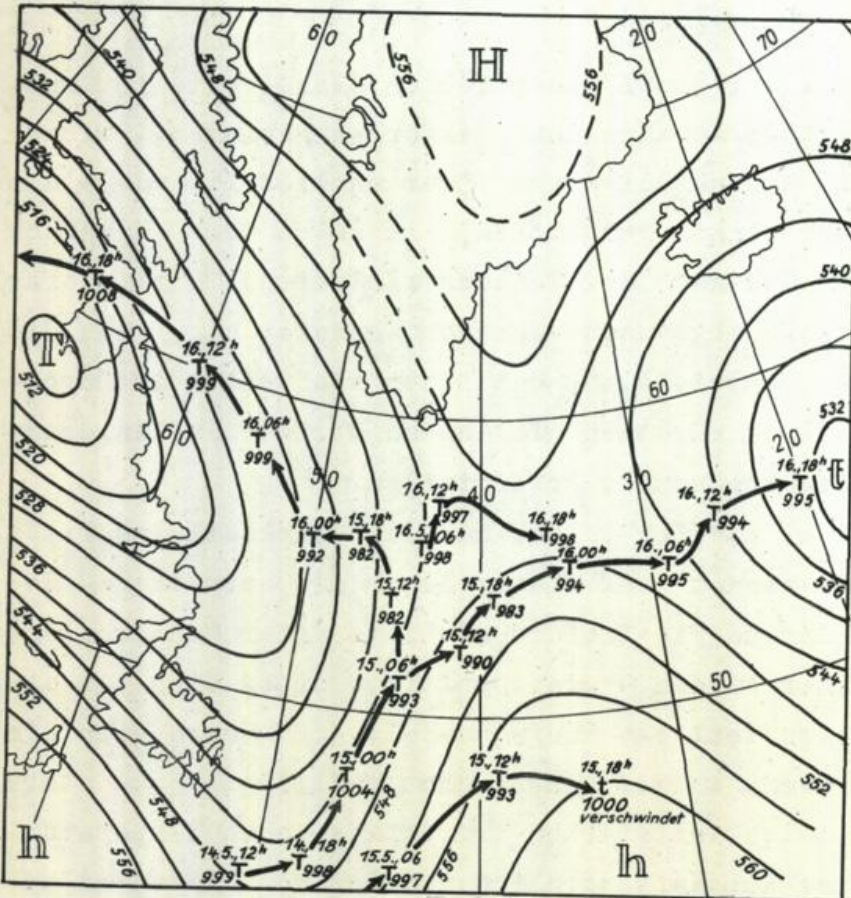 60
20
70
H
540
548
556
556
532
524
548
516
16.,18ʰ
1008
540
T
16.,12ʰ
999
60
512
532
60
16.,06ʰ
999
20
t
16.,18ʰ
995
50
40
30
520
16.,12ʰ
997
16.,12ʰ
994
528
16.,00ʰ
992
15.,18ʰ
982
16.5.,06ʰ
998
16.,18ʰ
998
16.,00ʰ
994
16.,06ʰ
995
536
536
15.,12ʰ
982
15.,18ʰ
983
544
15.,12ʰ
990
544
15.,06ʰ
993
50
552
15.,00ʰ
1004
15.,12ʰ
993
15.,18ʰ
t
1000
verschwindet
552
548
548
h
14.5.,12ʰ
999
14.,18ʰ
998
15.5.,06
997
556
h
556
560